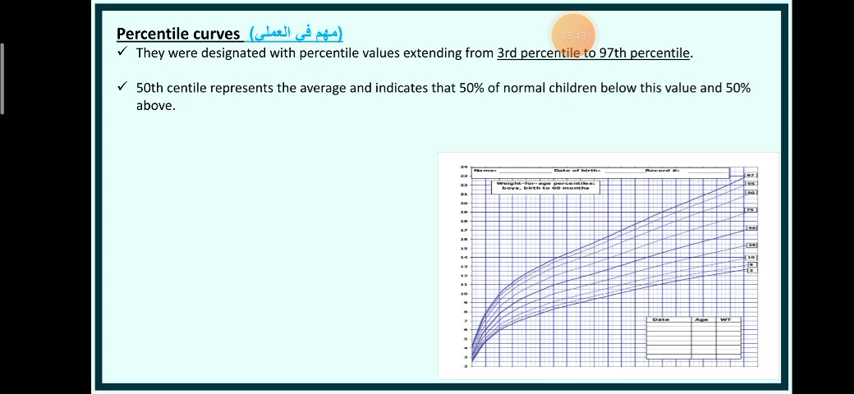 Percentile curves (مهم في العملي)
✓ They were designated with percentile values extending from 3rd percentile to 97th percentile.
✓ 50th centile represents the average and indicates that 50% of normal children below this value and 50%
above.
Name: Date of birth: Record #:
Weight-for-age percentiles:
boys, birth to 60 months
Date Age WT